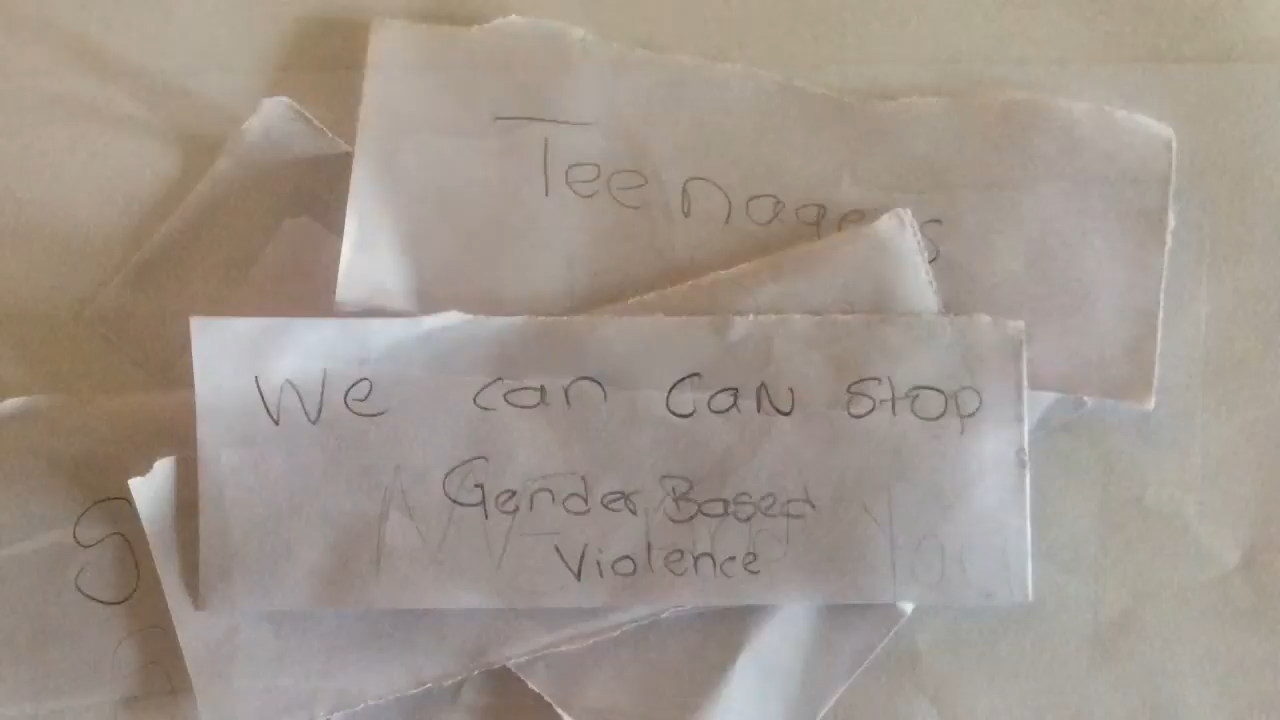 Teenagers
We can can stop
Gender Based
Violence